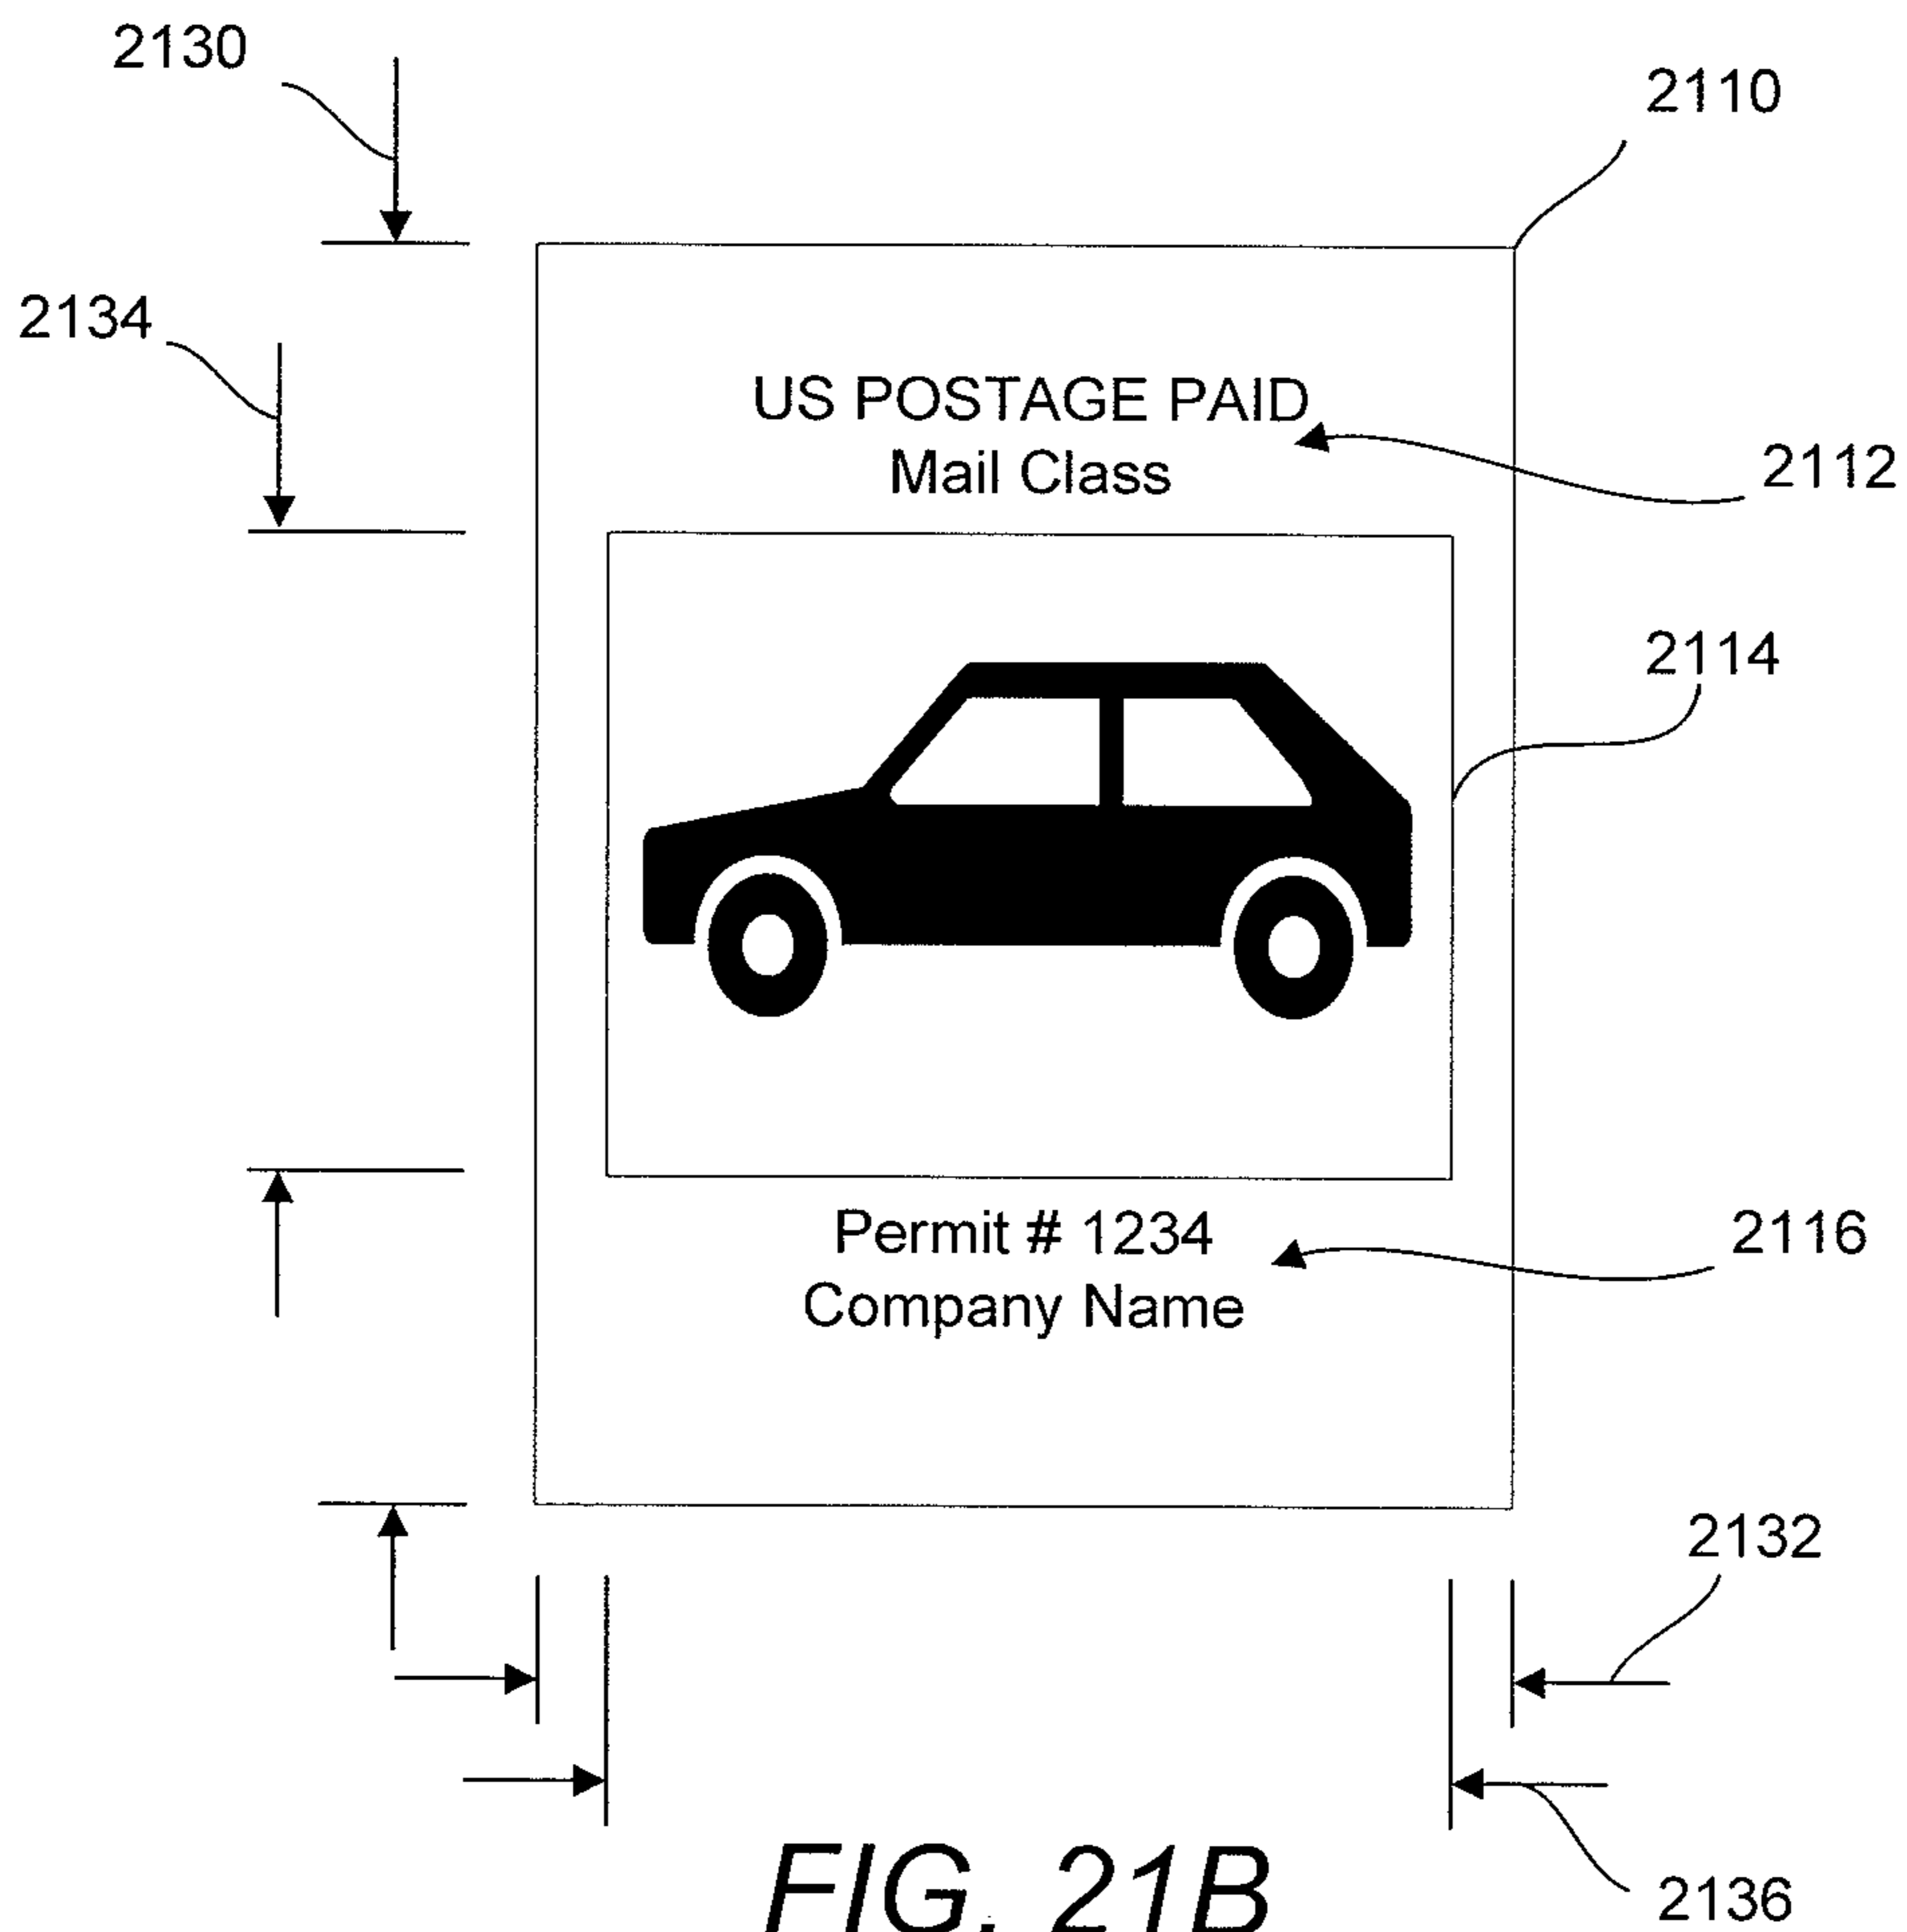 2130
2110
2134
US POSTAGE PAID
Mail Class
2112
2114
Permit # 1234
Company Name
2116
2132
2136
FIG. 21B